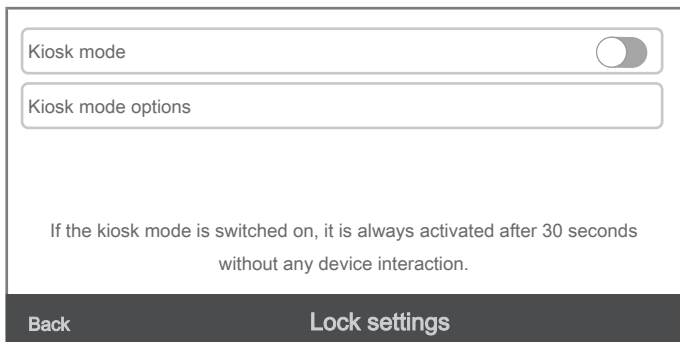 Kiosk mode
Kiosk mode options
If the kiosk mode is switched on, it is always activated after 30 seconds
without any device interaction.
Back
Lock settings